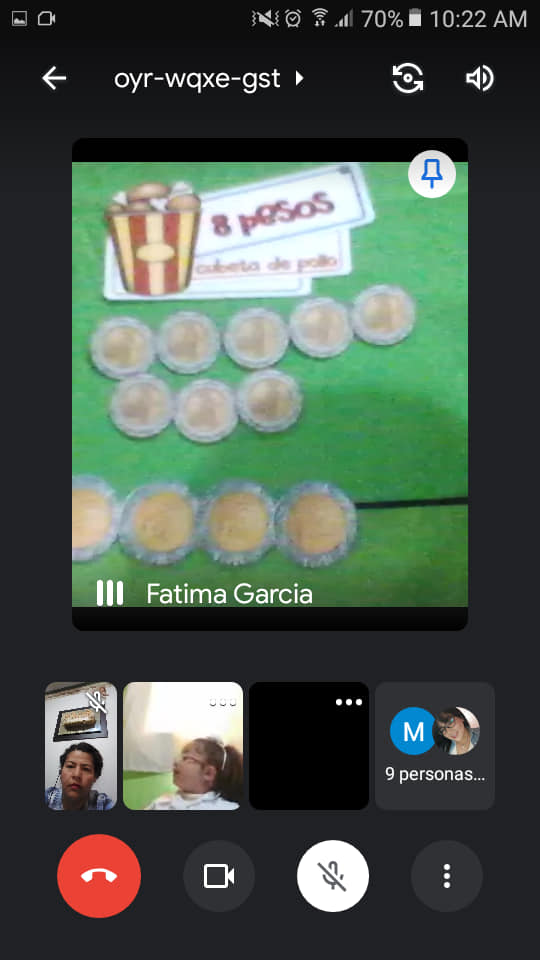 70% 10:22 AM
oyr-wqxe-gst
8 pesos
cubeta de pollo
Fatima Garcia
M
9 personas...